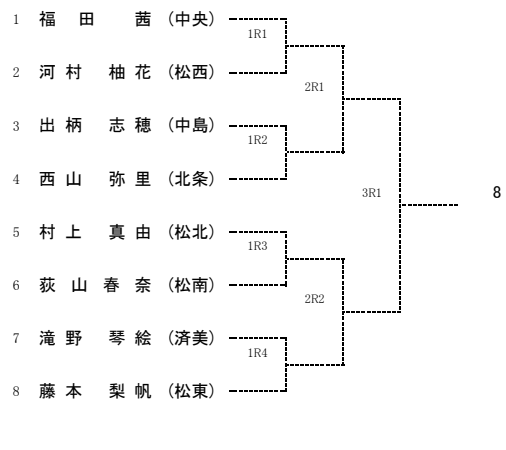 1 福田 茜 （中央）
1R1
2 河村 柚花 （松西）
2R1
3 出柄 志穂 （中島）
1R2
4 西山 弥里 （北条）
3R1
8
5 村上 真由 （松北）
1R3
6 荻山 春奈 （松南）
2R2
7 滝野 琴絵 （済美）
1R4
8 藤本 梨帆 （松東）